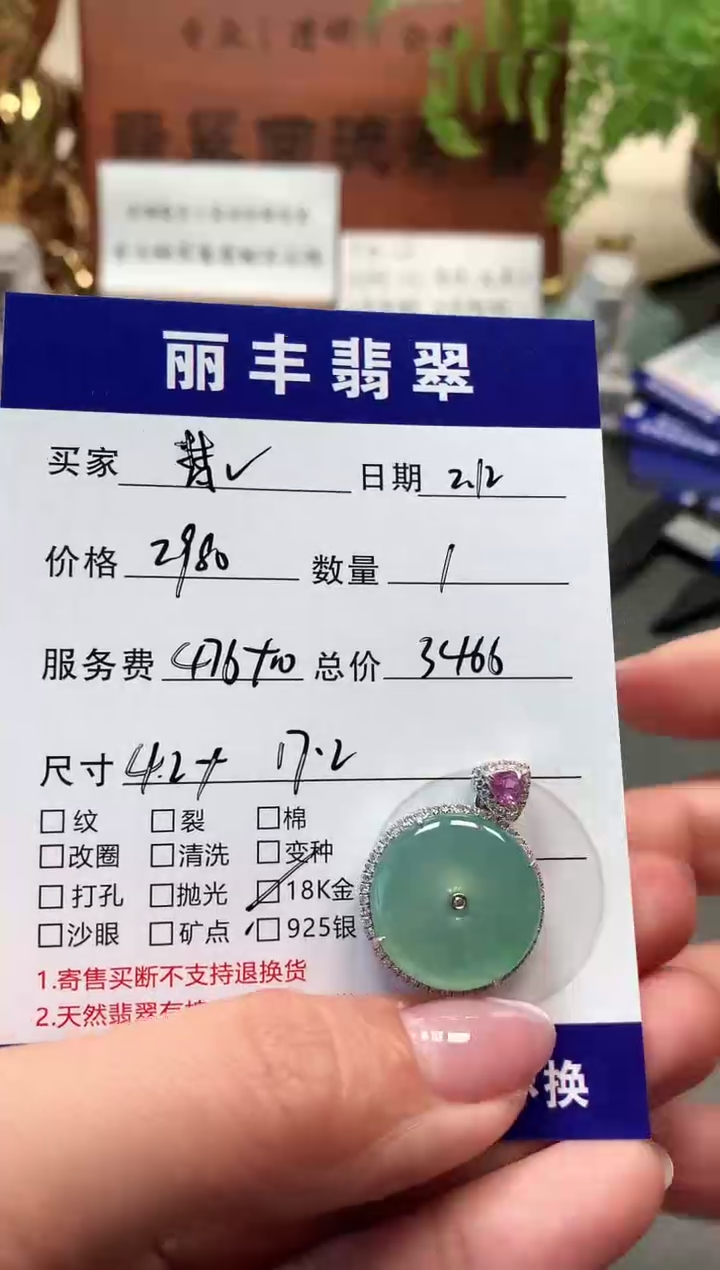 丽丰翡翠
买家 日期 2.12
价格 2980 数量 1
服务费 476+10 总价 3466
尺寸 4.2+ 17.2
□纹 □裂 □棉
□改圈 □清洗 □变种
□打孔 □抛光 □18K金
□沙眼 □矿点 □925银
1.寄售买断不支持退换货
2.天然翡翠有
换